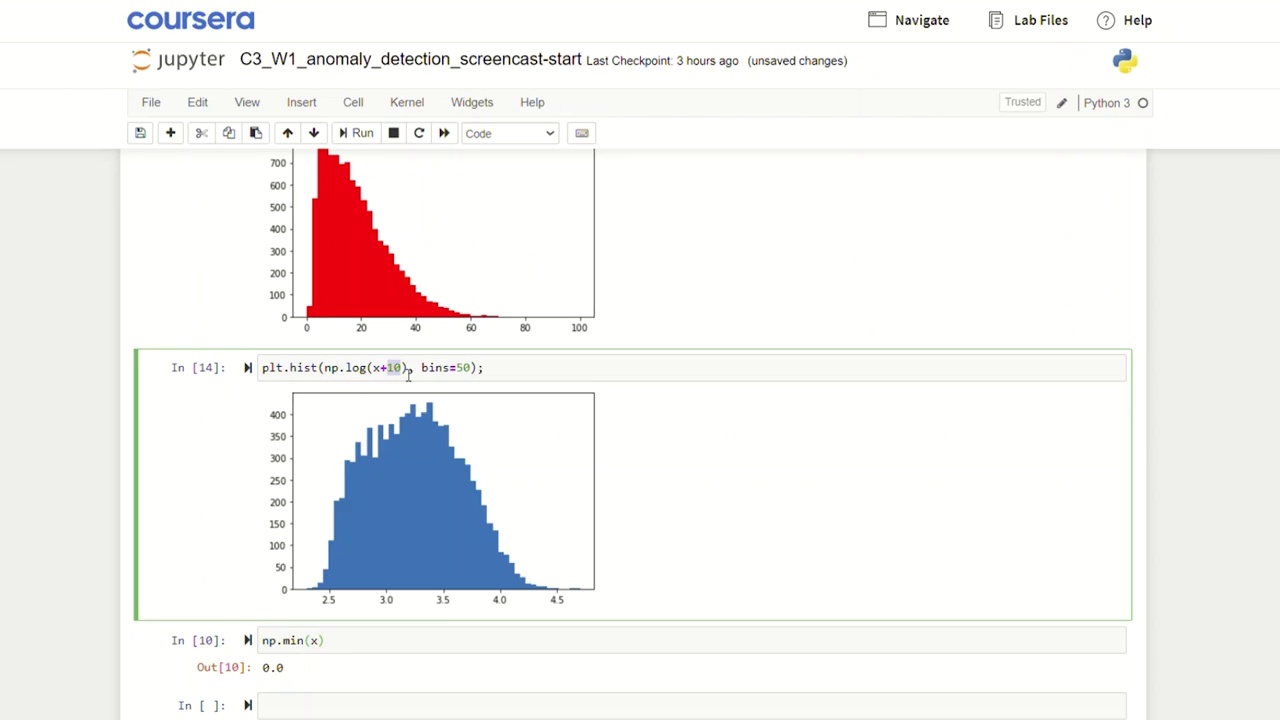 coursera
Navigate
Lab Files
Help
jupyter C3_W1_anomaly_detection_screencast-start Last Checkpoint: 3 hours ago (unsaved changes)
File Edit View Insert Cell Kernel Widgets Help
Trusted
Python 3
Run
Code
700
600
500
400
300
200
100
0
0 20 40 60 80 100
In [14]: plt.hist(np.log(x+10), bins=50);
400
350
300
250
200
150
100
50
0
2.5 3.0 3.5 4.0 4.5
In [10]: np.min(x)
Out[10]: 0.0
In [ ]: